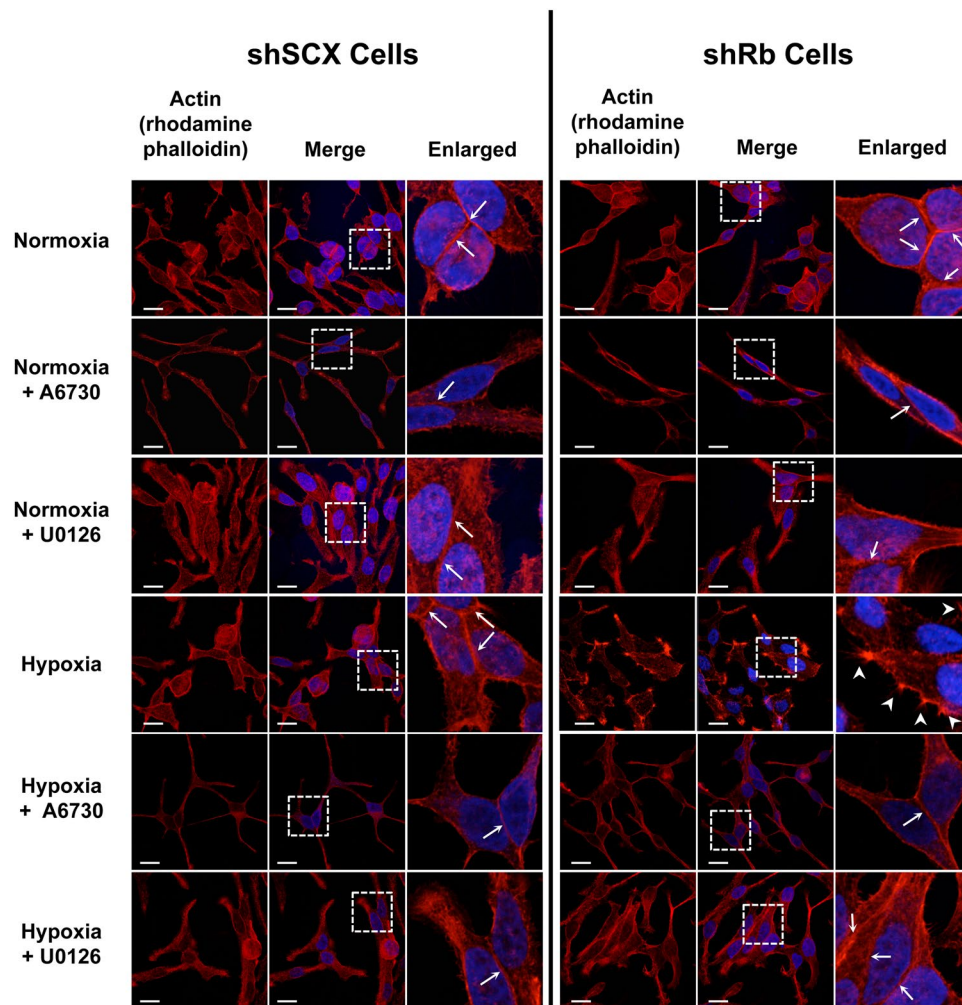 shSCX Cells
shRb Cells
Actin
(rhodamine
phalloidin)
Merge
Enlarged
Actin
(rhodamine
phalloidin)
Merge
Enlarged
Normoxia
Normoxia
+ A6730
Normoxia
+ U0126
Hypoxia
Hypoxia
+ A6730
Hypoxia
+ U0126